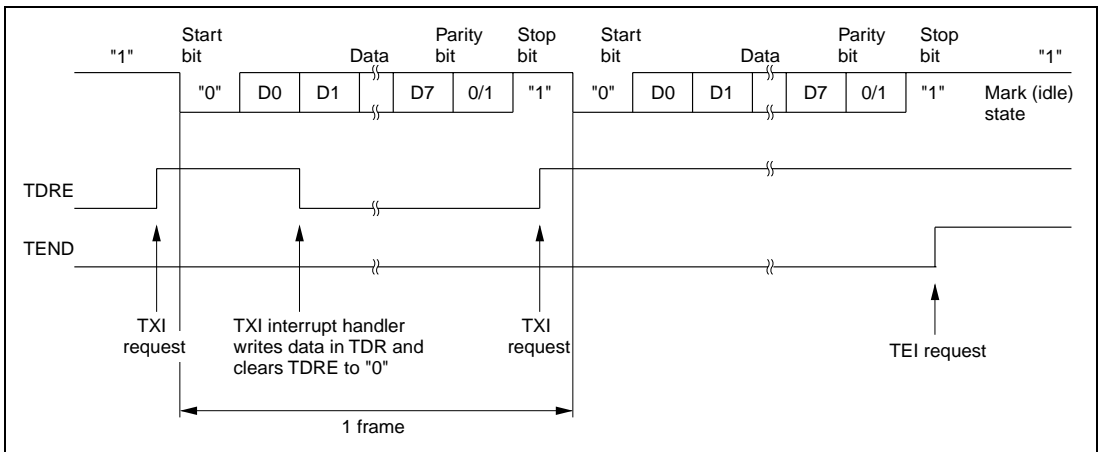 Start Parity Stop Start Parity Stop
"1" bit Data bit bit bit Data bit bit "1"
"0" D0 D1 D7 0/1 "1" "0" D0 D1 D7 0/1 "1" Mark (idle)
state
TDRE
TEND
TXI
request
TXI interrupt handler
writes data in TDR and
clears TDRE to "0"
TXI
request
TEI request
1 frame